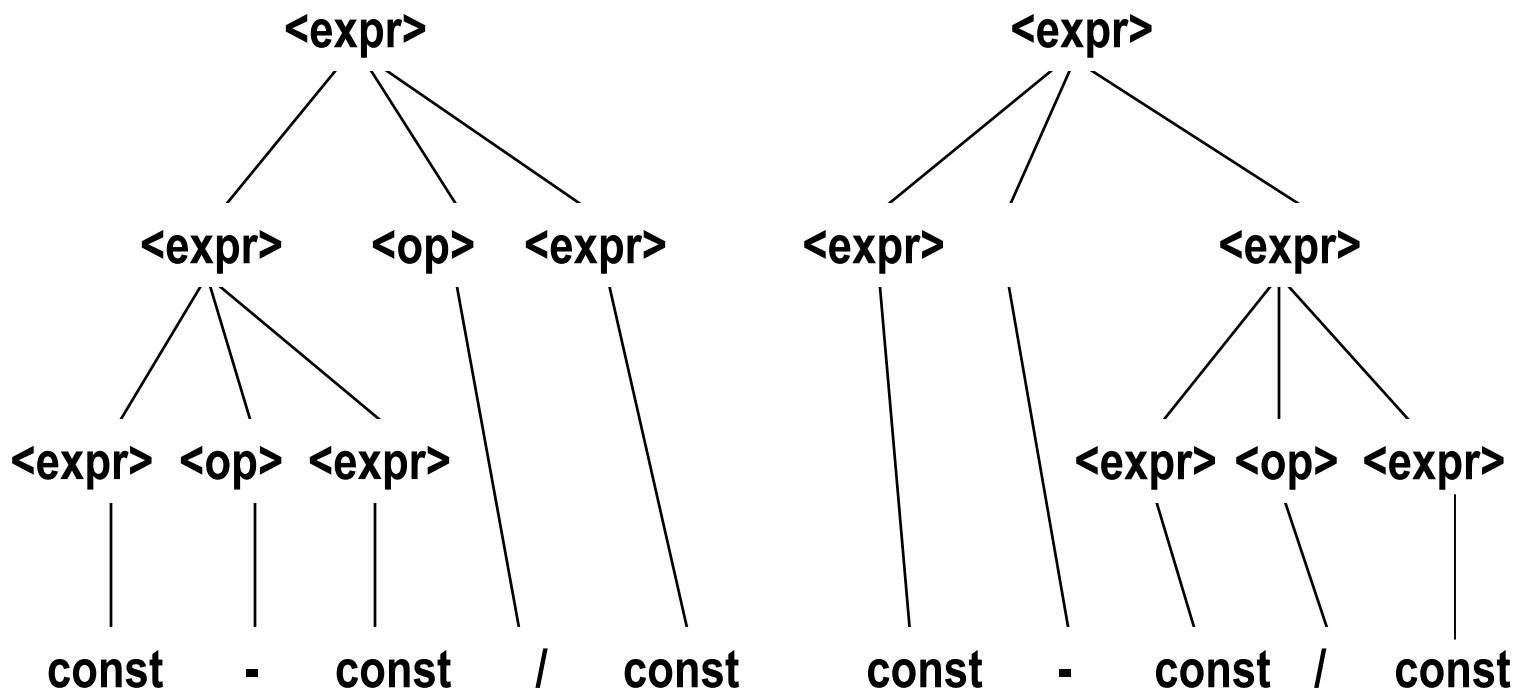 <expr> <expr>
<expr> <op> <expr> <expr> <expr>
<expr> <op> <expr> <expr> <op> <expr>
const - const / const const - const / const